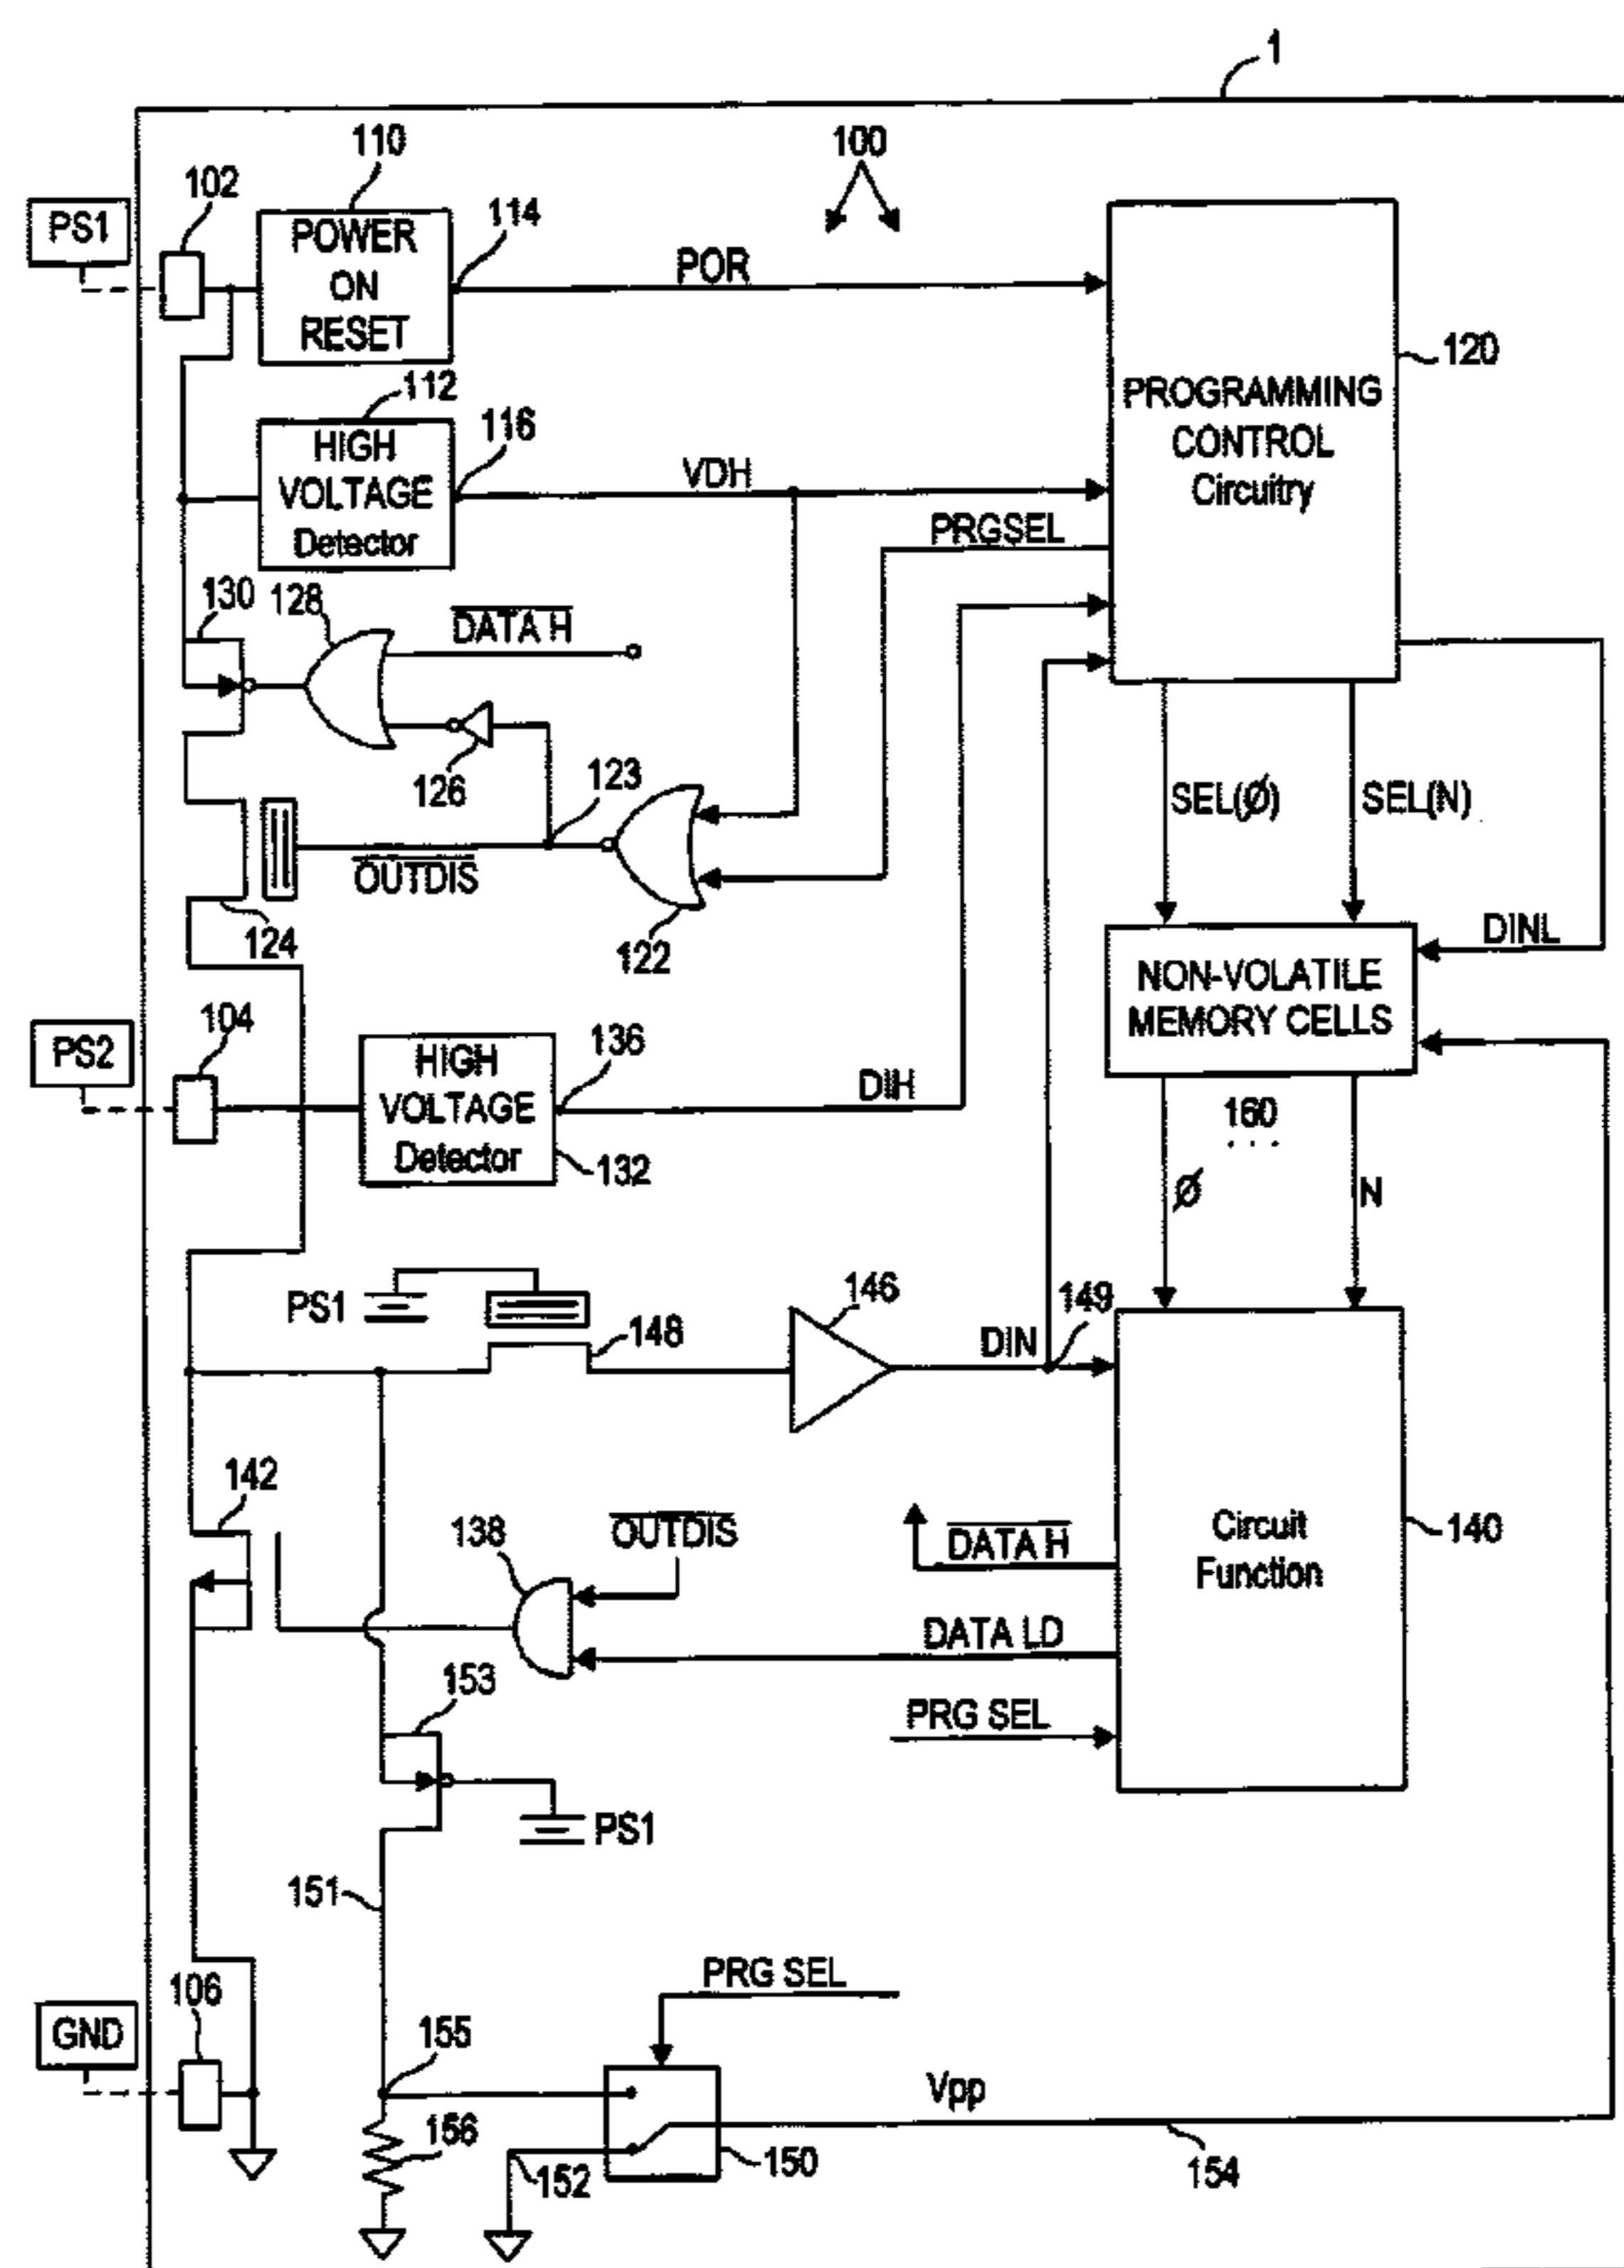 1
110
100
102
PS1
POWER
ON
RESET
114
POR
120
112
HIGH
VOLTAGE
Detector
116
VDH
PROGRAMMING
CONTROL
Circuitry
PRGSEL
130
128
DATA H
126
123
SEL(Ø)
SEL(N)
OUTDIS
124
122
DINL
NON-VOLATILE
MEMORY CELLS
104
PS2
HIGH
VOLTAGE
Detector
136
DIH
132
160
. . .
Ø
N
PS1
148
146
149
DIN
142
138
OUTDIS
DATA H
Circuit
Function
140
DATA LD
153
PRG SEL
PS1
151
PRG SEL
106
GND
155
156
152
150
Vpp
154